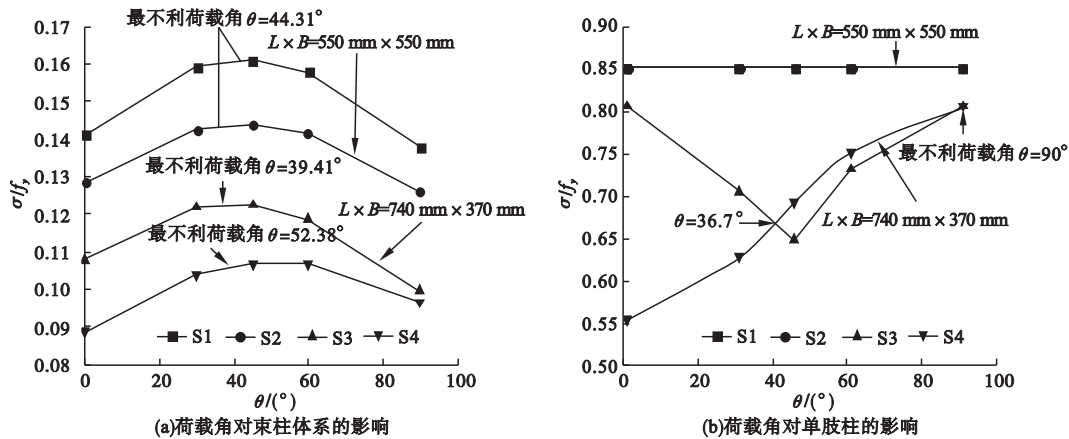 0.17
0.16
0.15
0.14
0.13
0.12
0.11
0.10
0.09
0.08
σ/fy
最不利荷载角θ=44.31°
L×B=550 mm×550 mm
最不利荷载角θ=39.41°
L×B=740 mm×370 mm
最不利荷载角θ=52.38°
S1 S2 S3 S4
0 20 40 60 80 100
θ/(°)
(a)荷载角对束柱体系的影响
0.90
0.85
0.80
0.75
0.70
0.65
0.60
0.55
0.50
σ/fy
L×B=550 mm×550 mm
最不利荷载角θ=90°
θ=36.7°
L×B=740 mm×370 mm
S1 S2 S3 S4
0 20 40 60 80 100
θ/(°)
(b)荷载角对单肢柱的影响